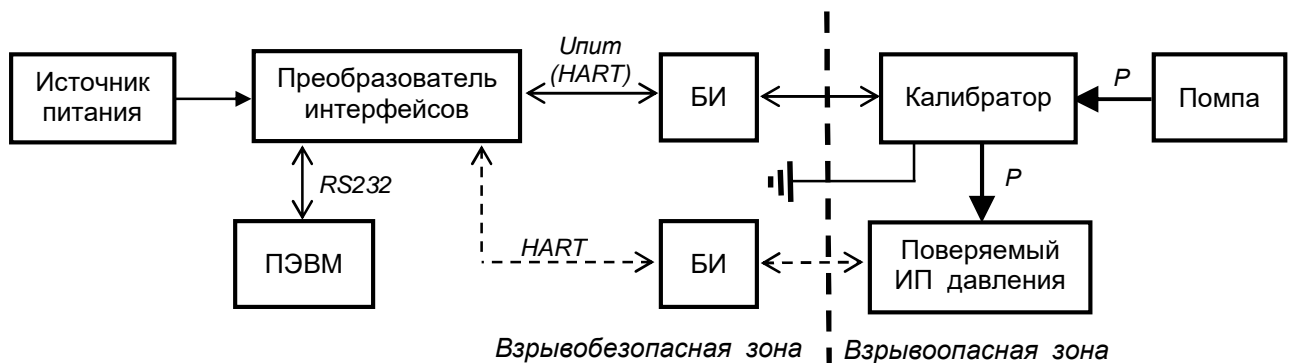 Uпит
(HART)
Источник
питания
Преобразователь
интерфейсов
БИ
Калибратор
P
Помпа
RS232
P
ПЭВМ
HART
БИ
Поверяемый
ИП давления
Взрывобезопасная зона
Взрывоопасная зона